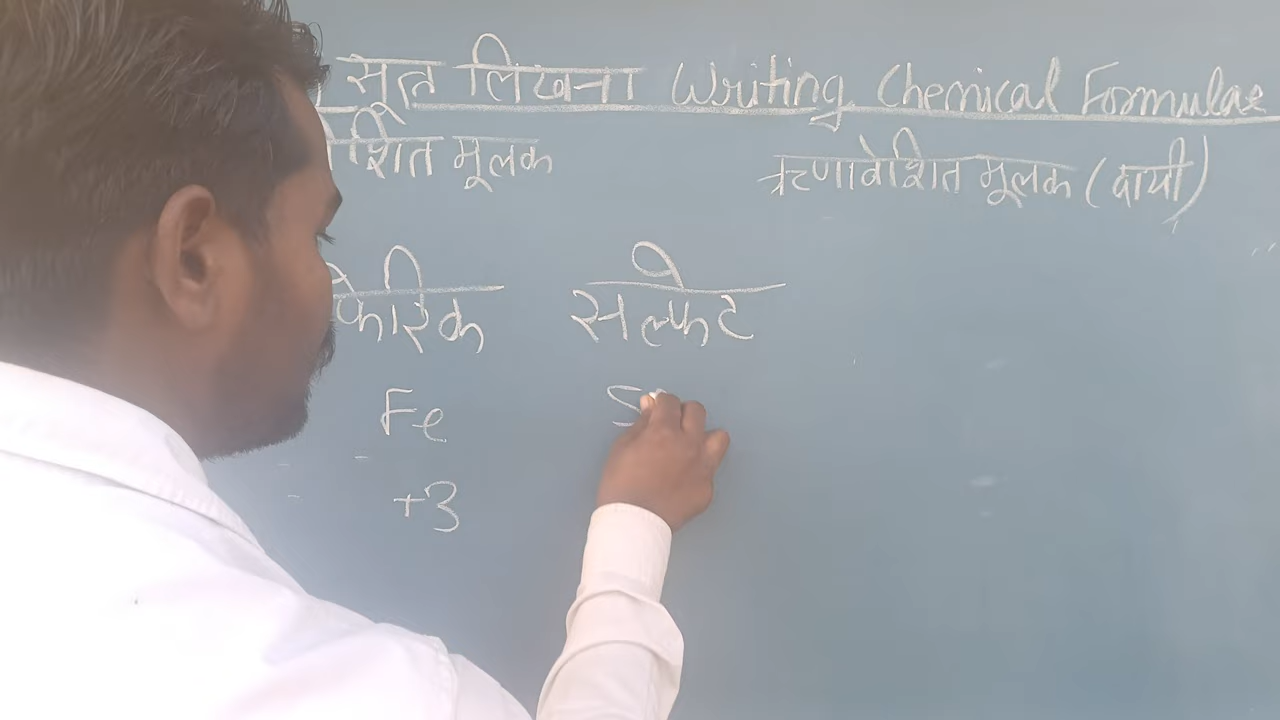 सूत्र लिखना Writing Chemical Formulae
शित मूलक ऋणावेशित मूलक (दायी)
फेरिक सल्फेट
Fe S
+3